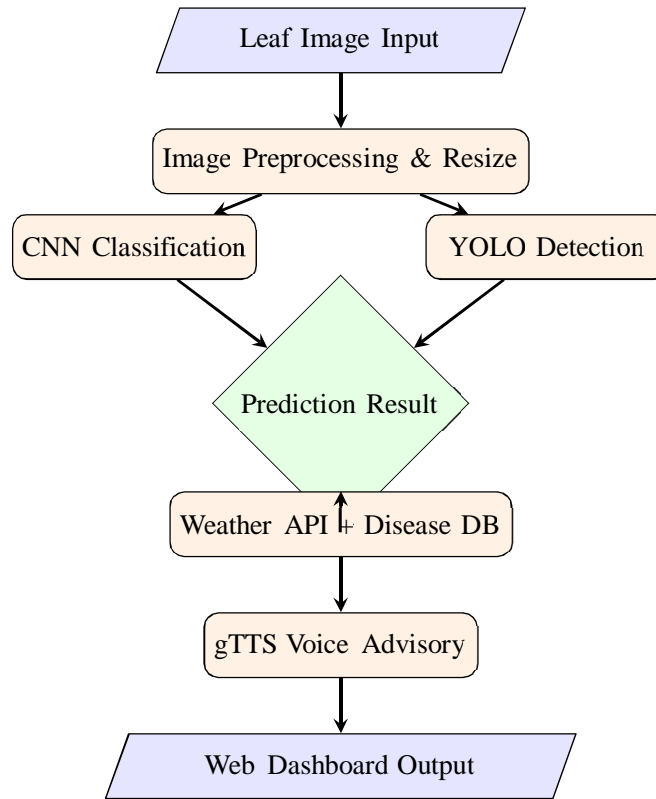 Leaf Image Input
Image Preprocessing & Resize
CNN Classification
YOLO Detection
Prediction Result
Weather API + Disease DB
gTTS Voice Advisory
Web Dashboard Output